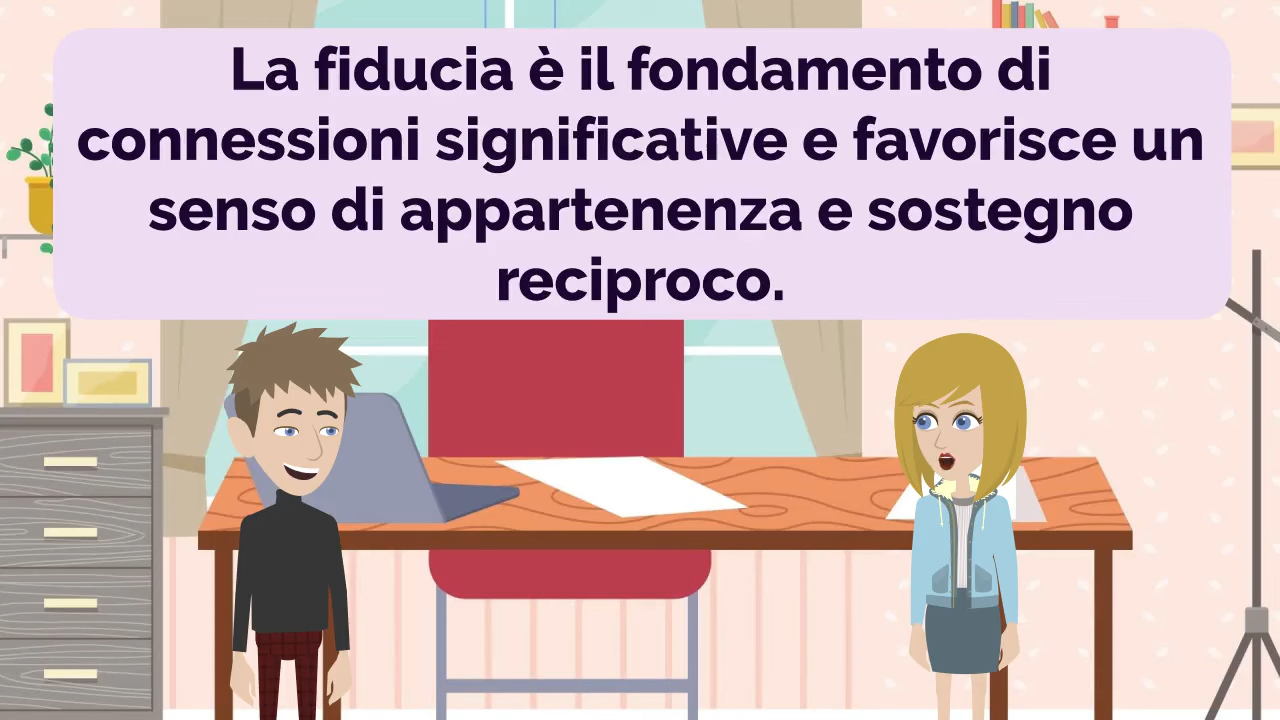 La fiducia è il fondamento di
connessioni significative e favorisce un
senso di appartenenza e sostegno
reciproco.